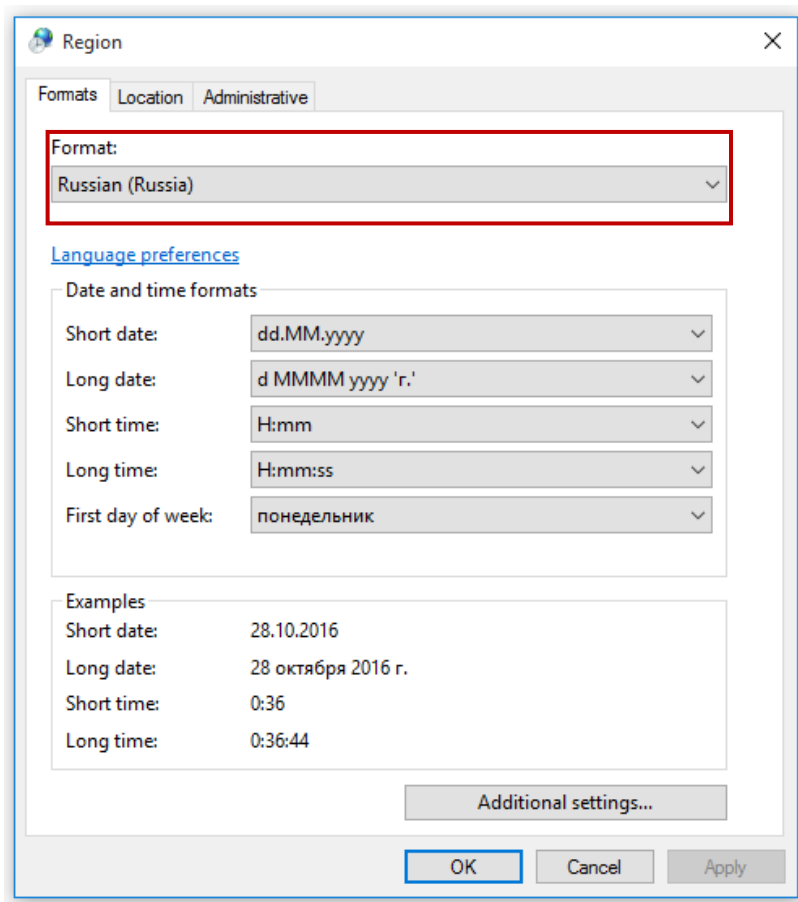 Region
Formats Location Administrative
Format:
Russian (Russia)
Language preferences
Date and time formats
Short date: dd.MM.yyyy
Long date: d MMMM yyyy 'г.'
Short time: H:mm
Long time: H:mm:ss
First day of week: понедельник
Examples
Short date: 28.10.2016
Long date: 28 октября 2016 г.
Short time: 0:36
Long time: 0:36:44
Additional settings...
OK Cancel Apply